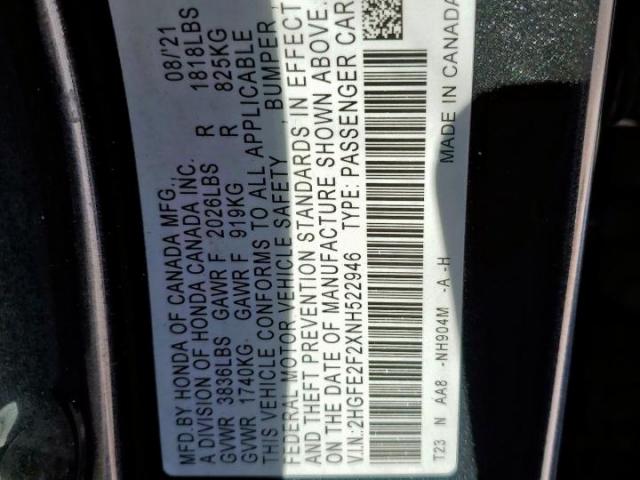 MFD.BY HONDA OF CANADA MFG., 08/'21
A DIVISION OF HONDA CANADA INC.
GVWR 3836LBS GAWR F 2026LBS R 1818LBS
GVWR 1740KG GAWR F 919KG R 825KG
THIS VEHICLE CONFORMS TO ALL APPLICABLE
FEDERAL MOTOR VEHICLE SAFETY, BUMPER,
AND THEFT PREVENTION STANDARDS IN EFFECT
ON THE DATE OF MANUFACTURE SHOWN ABOVE.
V.I.N.:2HGFE2F2XNH522946 TYPE: PASSENGER CAR
T23 N AA8 -NH904M -A -H MADE IN CANADA